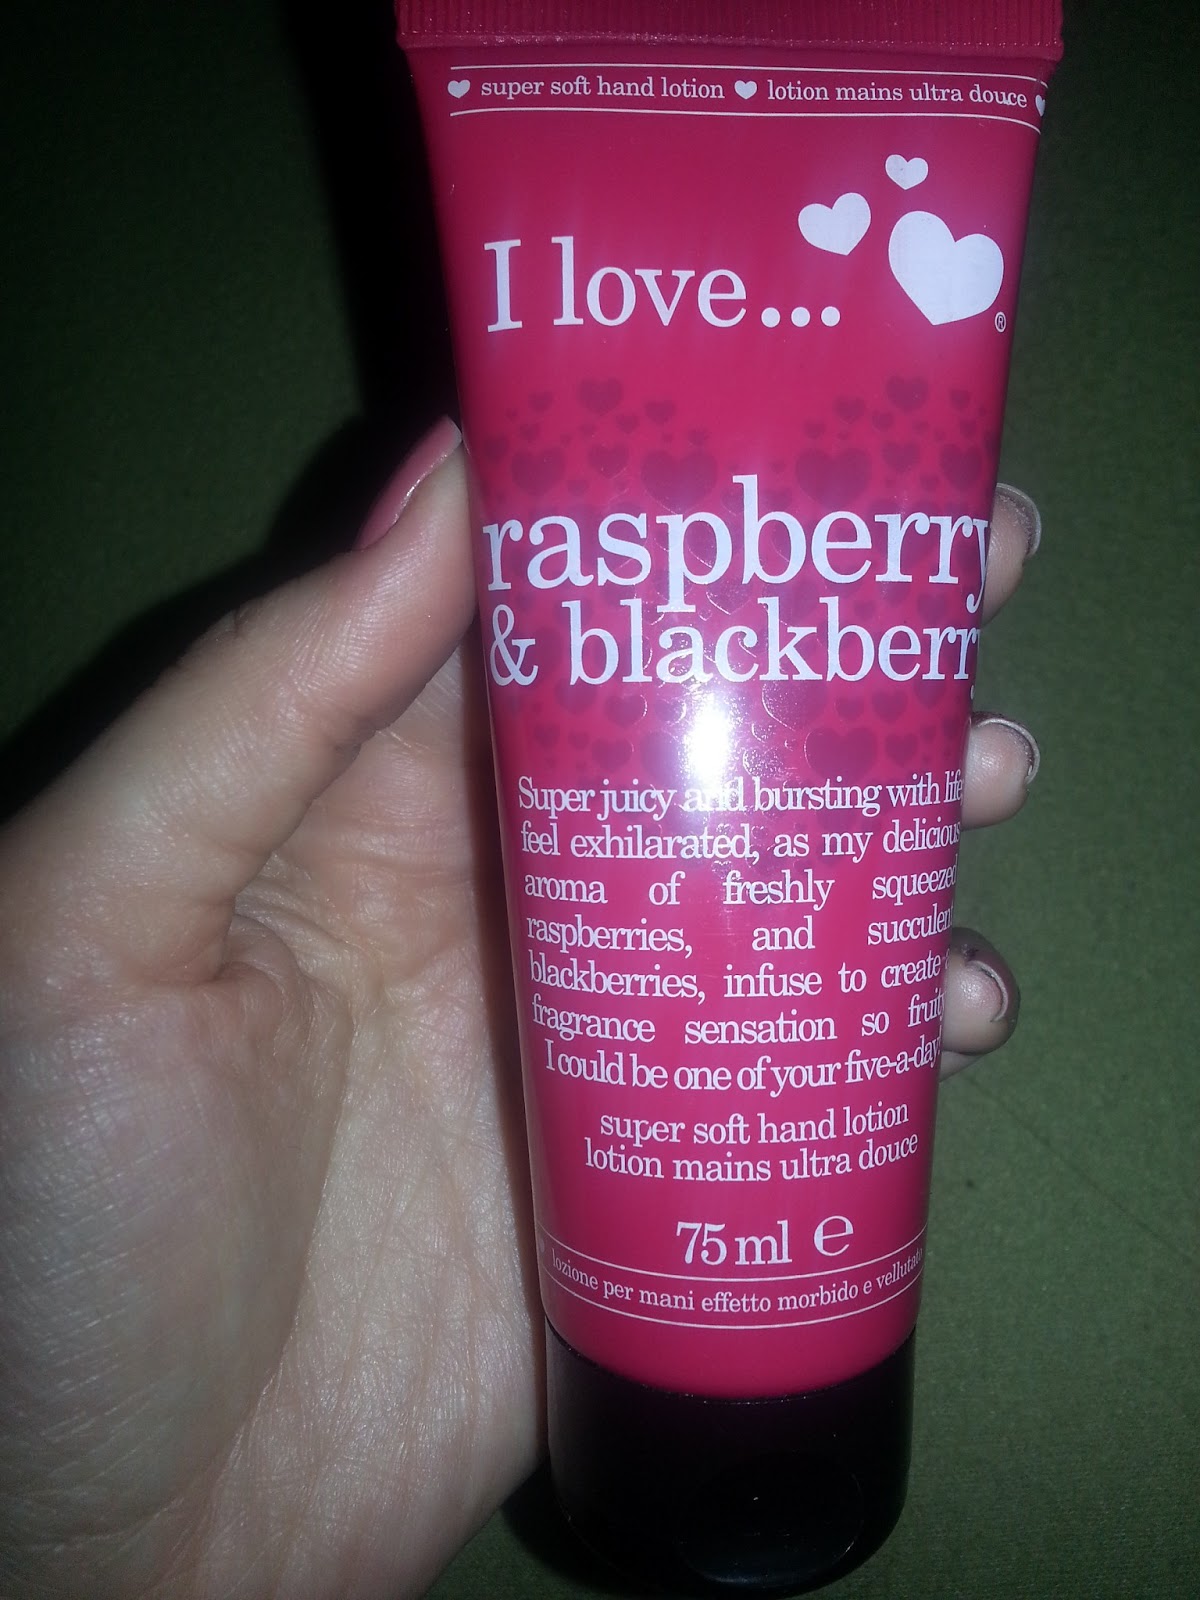 super soft hand lotion lotion mains ultra douce
I love...
®
raspberry
& blackberry
Super juicy and bursting with life
feel exhilarated, as my delicious
aroma of freshly squeezed
raspberries, and succulent
blackberries, infuse to create a
fragrance sensation so fruity
I could be one of your five-a-day!
super soft hand lotion
lotion mains ultra douce
75 ml ℮
lozione per mani effetto morbido e vellutato